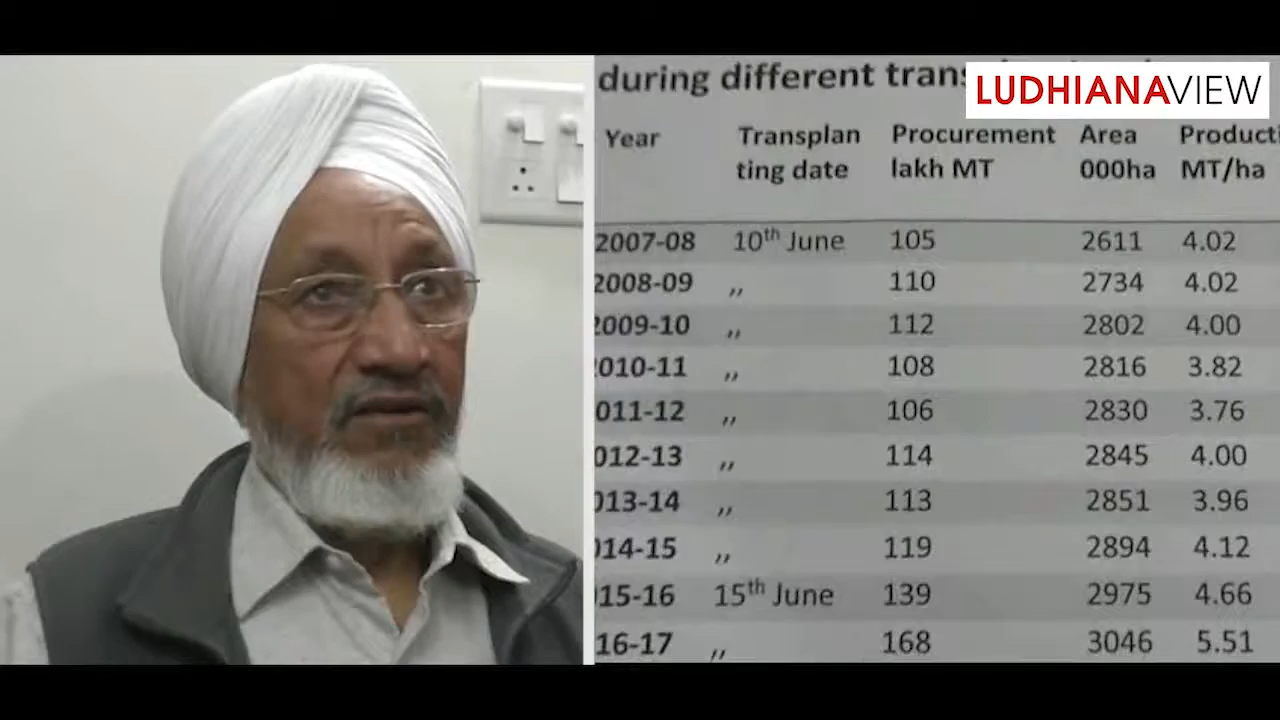 LUDHIANAVIEW
during different trans
Year Transplan Procurement Area Producti
ting date lakh MT 000ha MT/ha
2007-08 10th June 105 2611 4.02
2008-09 ,, 110 2734 4.02
2009-10 ,, 112 2802 4.00
010-11 ,, 108 2816 3.82
011-12 ,, 106 2830 3.76
012-13 ,, 114 2845 4.00
013-14 ,, 113 2851 3.96
14-15 ,, 119 2894 4.12
15-16 15th June 139 2975 4.66
16-17 ,, 168 3046 5.51